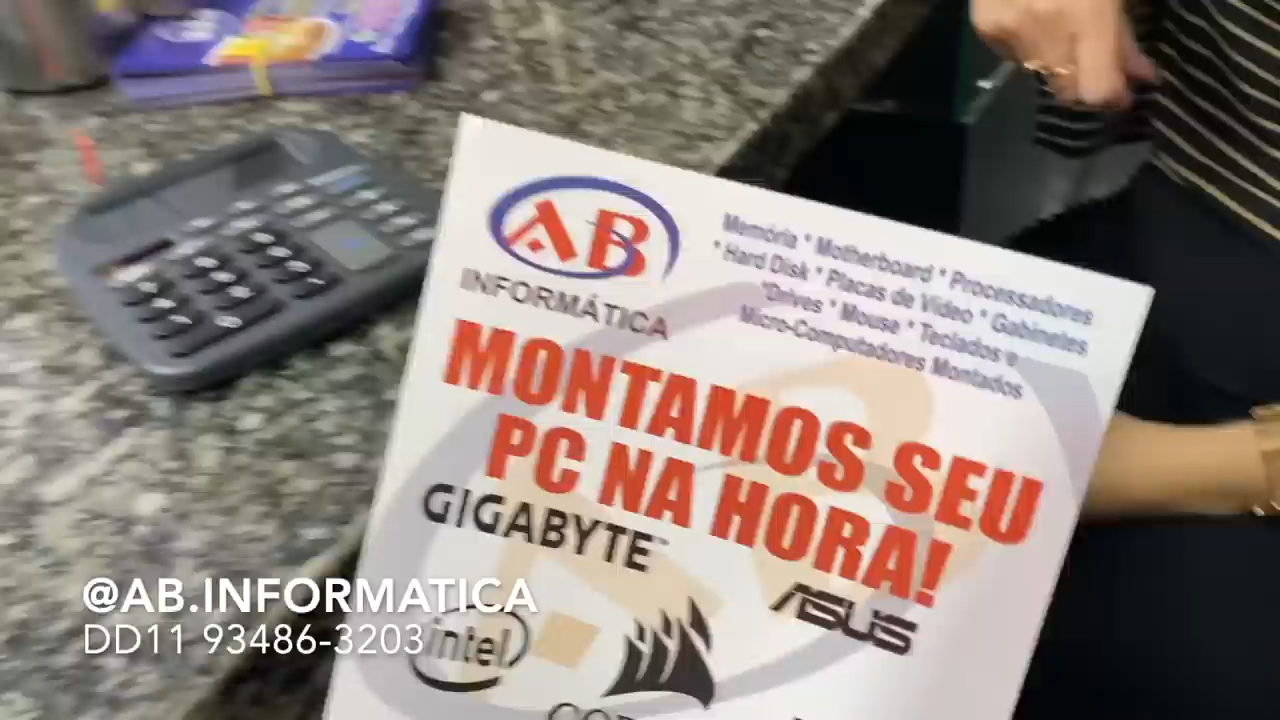 AB
INFORMÁTICA
Memória * Motherboard * Processadores
* Hard Disk * Placas de Vídeo * Gabinetes
*Drives * Mouse * Teclados e
Micro-Computadores Montados
MONTAMOS SEU
PC NA HORA!
GIGABYTE™
ASUS
intel
@AB.INFORMATICA
DD11 93486-3203